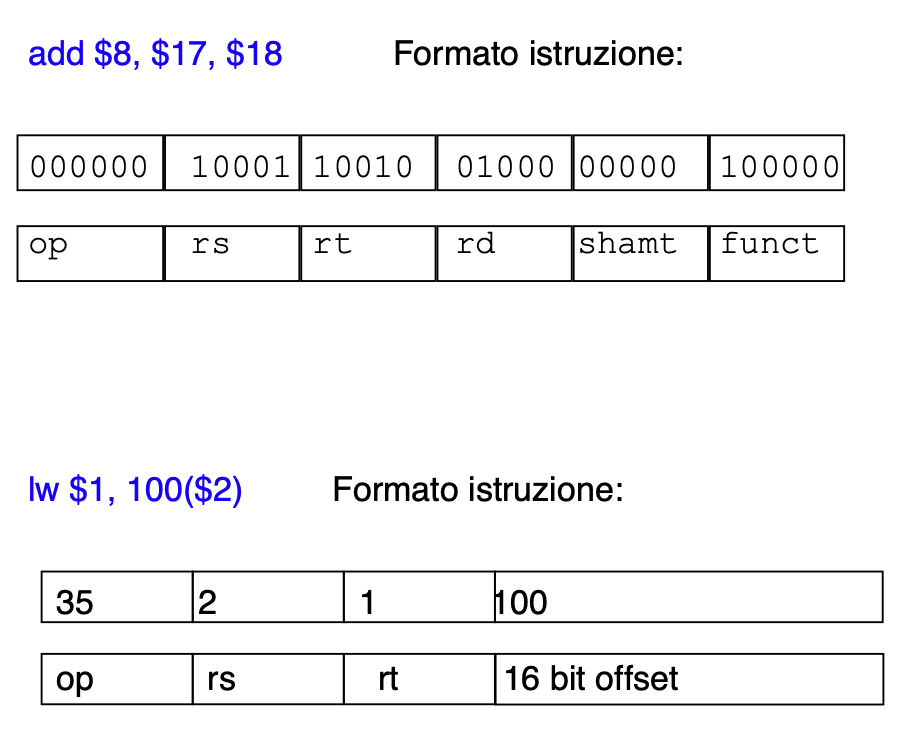 add $8, $17, $18 Formato istruzione:
000000 10001 10010 01000 00000 100000
op rs rt rd shamt funct
lw $1, 100($2) Formato istruzione:
35 2 1 100
op rs rt 16 bit offset